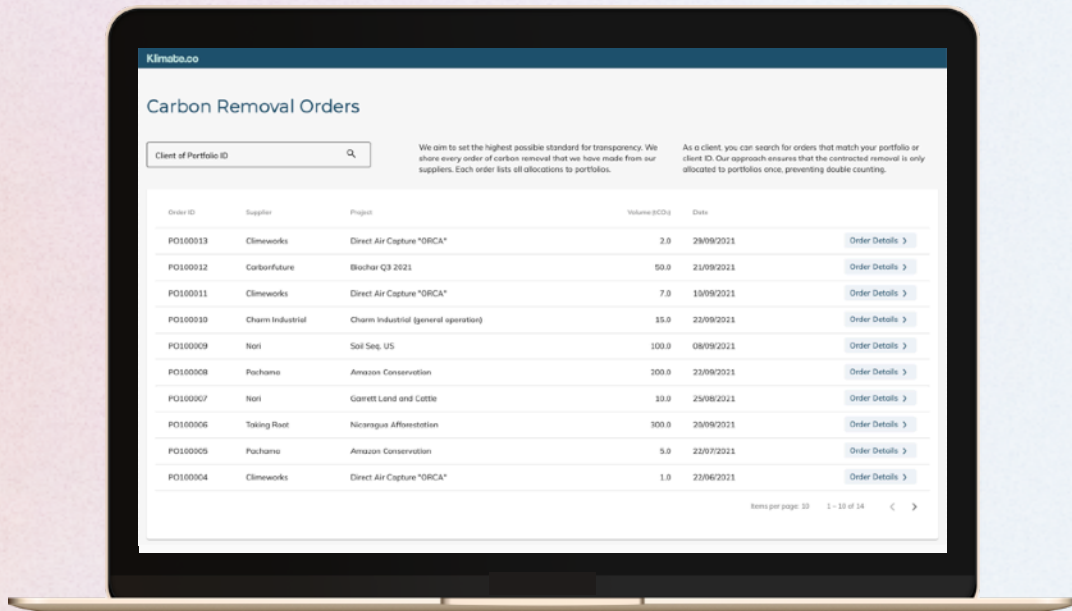 Klimate.co
Carbon Removal Orders
Client of Portfolio ID
We aim to set the highest possible standard for transparency. We
share every order of carbon removal that we have made from our
suppliers. Each order lists all allocations to portfolios.
As a client, you can search for orders that match your portfolio or
client ID. Our approach ensures that the contracted removal is only
allocated to portfolios once, preventing double counting.
Order ID Supplier Project Volume (tCO₂) Date
PO100013 Climeworks Direct Air Capture "ORCA" 2.0 29/09/2021 Order Details
PO100012 Carbonfuture Biochar Q3 2021 50.0 21/09/2021 Order Details
PO100011 Climeworks Direct Air Capture "ORCA" 7.0 10/09/2021 Order Details
PO100010 Charm Industrial Charm Industrial (general operation) 15.0 22/09/2021 Order Details
PO100009 Nori Soil Seq. US 100.0 08/09/2021 Order Details
PO100008 Pachama Amazon Conservation 200.0 22/09/2021 Order Details
PO100007 Nori Garrett Land and Cattle 10.0 25/08/2021 Order Details
PO100006 Taking Root Nicaragua Afforestation 300.0 20/09/2021 Order Details
PO100005 Pachama Amazon Conservation 5.0 22/07/2021 Order Details
PO100004 Climeworks Direct Air Capture "ORCA" 1.0 22/06/2021 Order Details
Items per page: 10 1 – 10 of 14